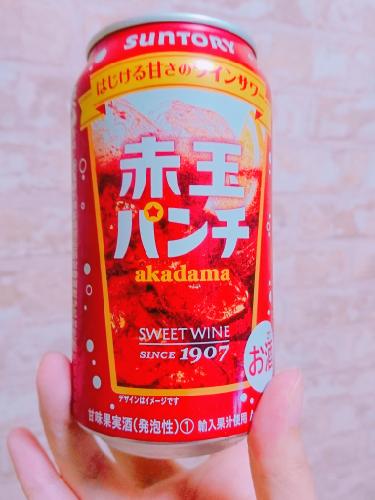 SUNTORY
はじける甘さのワインサワー
赤玉
パンチ
akadama
SWEET WINE
SINCE 1907
お酒
デザインはイメージです
甘味果実酒(発泡性)① 輸入果汁使用